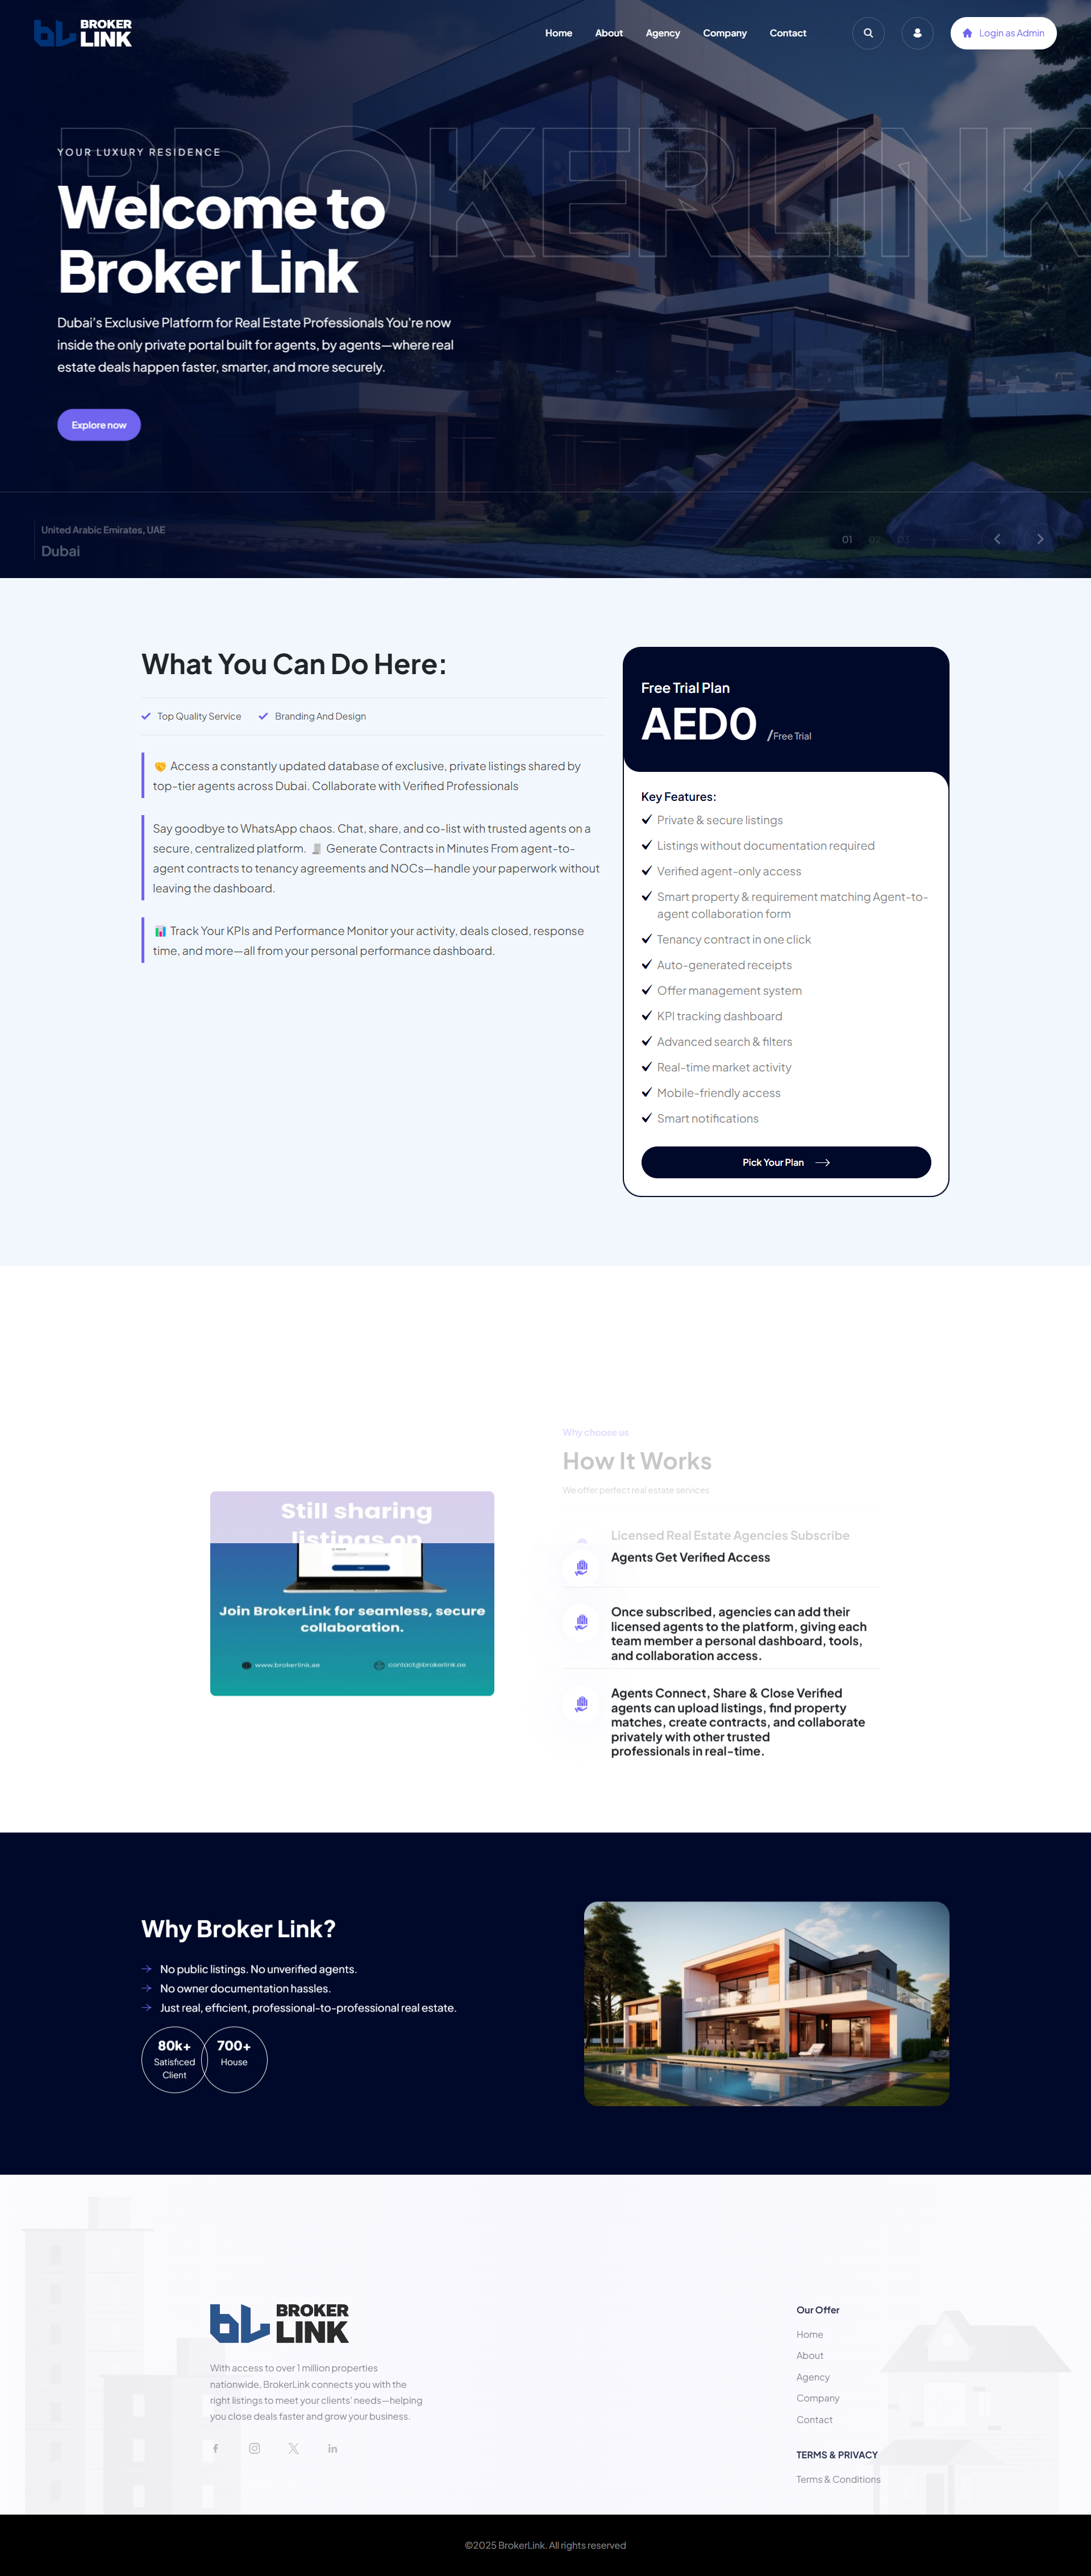 BROKER
LINK
Home
About
Agency
Company
Contact
Login as Admin
BROKERLINK
YOUR LUXURY RESIDENCE
Welcome to
Broker Link
Dubai's Exclusive Platform for Real Estate Professionals You're now
inside the only private portal built for agents, by agents—where real
estate deals happen faster, smarter, and more securely.
Explore now
United Arabic Emirates, UAE
Dubai
01 02 03
What You Can Do Here:
Top Quality Service
Branding And Design
🤝 Access a constantly updated database of exclusive, private listings shared by
top-tier agents across Dubai. Collaborate with Verified Professionals
Say goodbye to WhatsApp chaos. Chat, share, and co-list with trusted agents on a
secure, centralized platform. 🧾 Generate Contracts in Minutes From agent-to-
agent contracts to tenancy agreements and NOCs—handle your paperwork without
leaving the dashboard.
📊 Track Your KPIs and Performance Monitor your activity, deals closed, response
time, and more—all from your personal performance dashboard.
Free Trial Plan
AED0 /Free Trial
Key Features:
Private & secure listings
Listings without documentation required
Verified agent-only access
Smart property & requirement matching Agent-to-
agent collaboration form
Tenancy contract in one click
Auto-generated receipts
Offer management system
KPI tracking dashboard
Advanced search & filters
Real-time market activity
Mobile-friendly access
Smart notifications
Pick Your Plan
Still sharing
listings on
Join BrokerLink for seamless, secure
collaboration.
www.brokerlink.ae
contact@brokerlink.ae
Why choose us
How It Works
We offer perfect real estate services
Licensed Real Estate Agencies Subscribe
Agents Get Verified Access
Once subscribed, agencies can add their
licensed agents to the platform, giving each
team member a personal dashboard, tools,
and collaboration access.
Agents Connect, Share & Close Verified
agents can upload listings, find property
matches, create contracts, and collaborate
privately with other trusted
professionals in real-time.
Why Broker Link?
No public listings. No unverified agents.
No owner documentation hassles.
Just real, efficient, professional-to-professional real estate.
80k+
Satisficed
Client
700+
House
BROKER
LINK
With access to over 1 million properties
nationwide, BrokerLink connects you with the
right listings to meet your clients' needs—helping
you close deals faster and grow your business.
Our Offer
Home
About
Agency
Company
Contact
TERMS & PRIVACY
Terms & Conditions
©2025 BrokerLink. All rights reserved